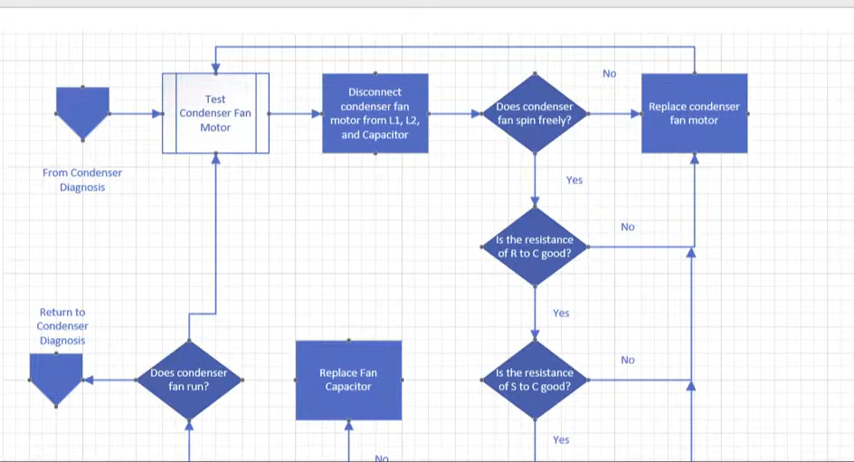 From Condenser
Diagnosis
Test
Condenser Fan
Motor
Disconnect
condenser fan
motor from L1, L2,
and Capacitor
Does condenser
fan spin freely?
No
Replace condenser
fan motor
Yes
Is the resistance
of R to C good?
No
Yes
Return to
Condenser
Diagnosis
Does condenser
fan run?
Replace Fan
Capacitor
Is the resistance
of S to C good?
No
Yes
No